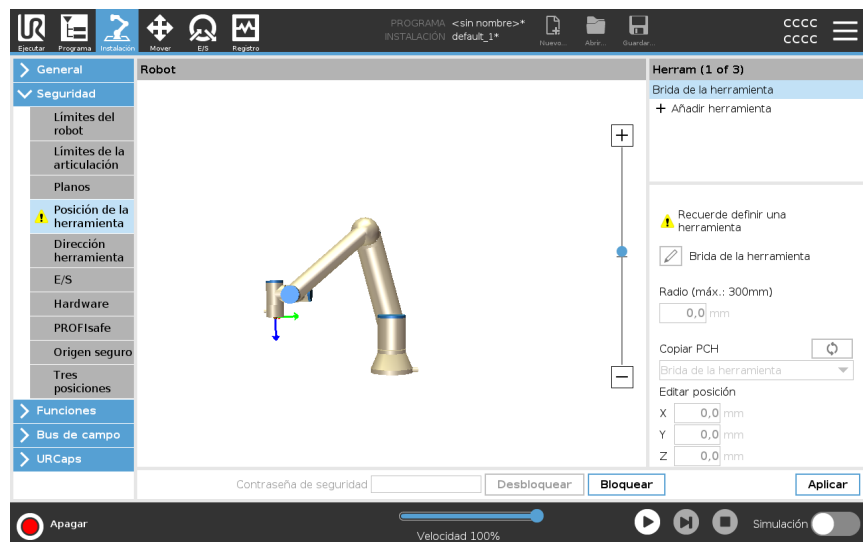 PROGRAMA <sin nombre>*
INSTALACIÓN default_1*
Ejecutar
Programa
Instalación
Mover
E/S
Registro
Nuevo...
Abrir...
Guardar...
CCCC
CCCC
General
Seguridad
Límites del
robot
Límites de la
articulación
Planos
Posición de la
herramienta
Dirección
herramienta
E/S
Hardware
PROFIsafe
Origen seguro
Tres
posiciones
Funciones
Bus de campo
URCaps
Robot
Herram (1 of 3)
Brida de la herramienta
+ Añadir herramienta
Recuerde definir una
herramienta
Brida de la herramienta
Radio (máx.: 300mm)
0,0 mm
Copiar PCH
Brida de la herramienta
Editar posición
X 0,0 mm
Y 0,0 mm
Z 0,0 mm
Contraseña de seguridad
Desbloquear
Bloquear
Aplicar
Apagar
Velocidad 100%
Simulación